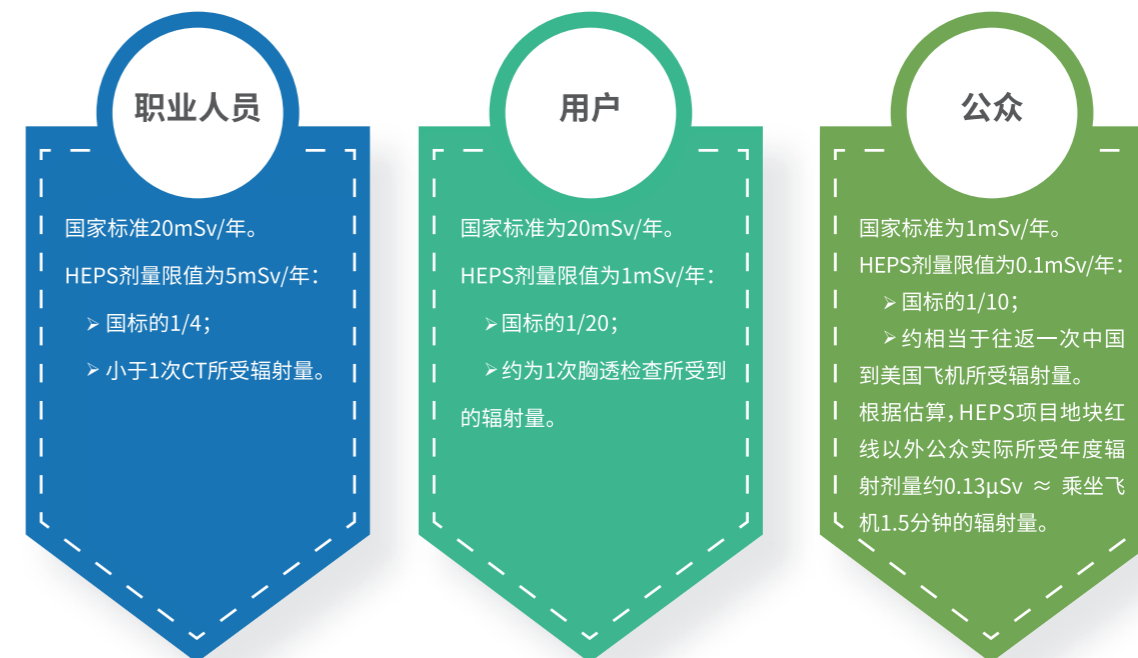 职业人员
国家标准20mSv/年。
HEPS剂量限值为5mSv/年：
➢ 国标的1/4；
➢ 小于1次CT所受辐射量。
用户
国家标准为20mSv/年。
HEPS剂量限值为1mSv/年：
➢国标的1/20；
➢约为1次胸透检查所受到
的辐射量。
公众
国家标准为1mSv/年。
HEPS剂量限值为0.1mSv/年：
➢国标的1/10；
➢约相当于往返一次中国
到美国飞机所受辐射量。
根据估算，HEPS项目地块红
线以外公众实际所受年度辐
射剂量约0.13μSv ≈ 乘坐飞
机1.5分钟的辐射量。